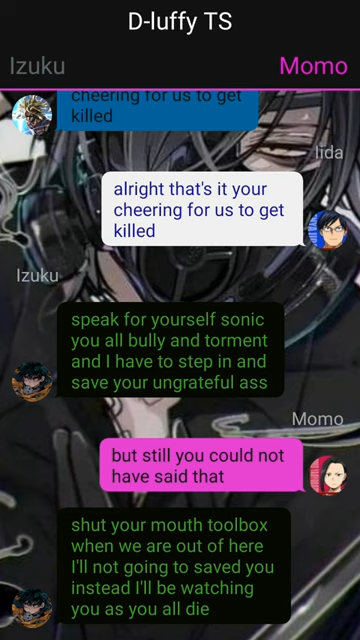 D-luffy TS
Izuku
Momo
cheering for us to get
killed
Iida
alright that's it your
cheering for us to get
killed
Izuku
speak for yourself sonic
you all bully and torment
and I have to step in and
save your ungrateful ass
Momo
but still you could not
have said that
shut your mouth toolbox
when we are out of here
I'll not going to saved you
instead I'll be watching
you as you all die